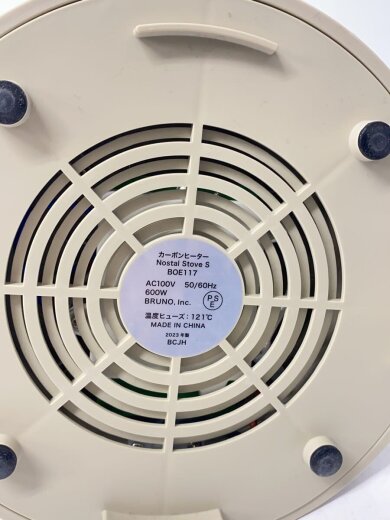 カーボンヒーター
Nostal Stove S
BOE117
AC100V 50/60Hz
600W
BRUNO, Inc.
PSE
温度ヒューズ:121℃
MADE IN CHINA
2023年製
BCJH